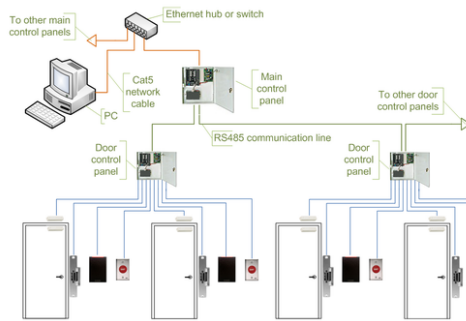 To other main
control panels
Ethernet hub or switch
Cat5
network
cable
PC
Main
control
panel
To other door
control panels
RS485 communication line
Door
control
panel
Door
control
panel